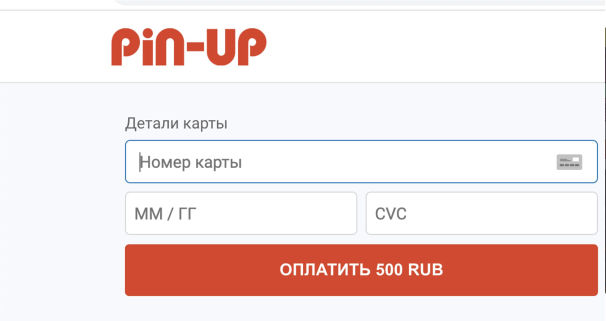 PIN-UP
Детали карты
Номер карты
ММ / ГГ
CVC
ОПЛАТИТЬ 500 RUB